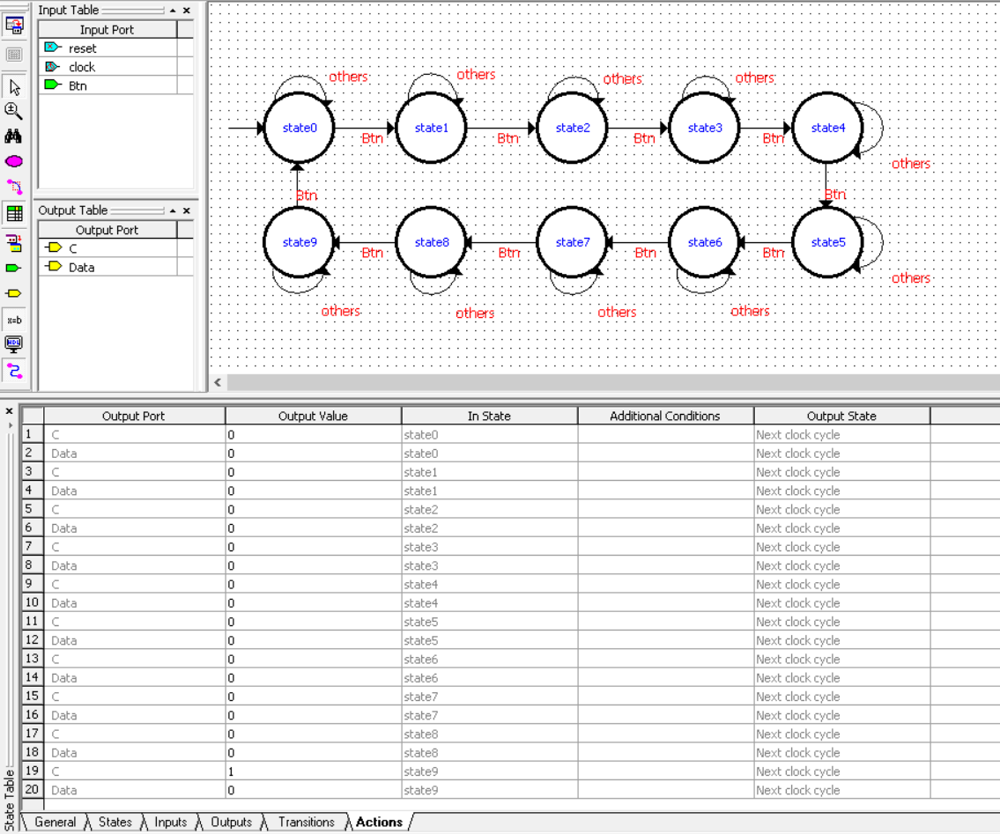 Input Table
Input Port
reset
clock
Btn
Output Table
Output Port
C
Data
x=b
HDL
others others others others
state0 Btn state1 Btn state2 Btn state3 Btn state4
others
Btn Btn
state9 Btn state8 Btn state7 Btn state6 Btn state5
others
others others others others
Output Port Output Value In State Additional Conditions Output State
1 C 0 state0 Next clock cycle
2 Data 0 state0 Next clock cycle
3 C 0 state1 Next clock cycle
4 Data 0 state1 Next clock cycle
5 C 0 state2 Next clock cycle
6 Data 0 state2 Next clock cycle
7 C 0 state3 Next clock cycle
8 Data 0 state3 Next clock cycle
9 C 0 state4 Next clock cycle
10 Data 0 state4 Next clock cycle
11 C 0 state5 Next clock cycle
12 Data 0 state5 Next clock cycle
13 C 0 state6 Next clock cycle
14 Data 0 state6 Next clock cycle
15 C 0 state7 Next clock cycle
16 Data 0 state7 Next clock cycle
17 C 0 state8 Next clock cycle
18 Data 0 state8 Next clock cycle
19 C 1 state9 Next clock cycle
20 Data 0 state9 Next clock cycle
State Table
General States Inputs Outputs Transitions Actions